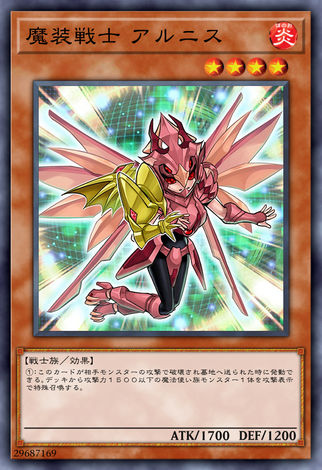 魔装戦士 アルニス
炎
ほのお
【戦士族／効果】
①：このカードが相手モンスターの攻撃で破壊され墓地へ送られた時に発動で
きる。デッキから攻撃力１５００以下の魔法使い族モンスター１体を攻撃表示
で特殊召喚する。
ATK/1700 DEF/1200
29687169